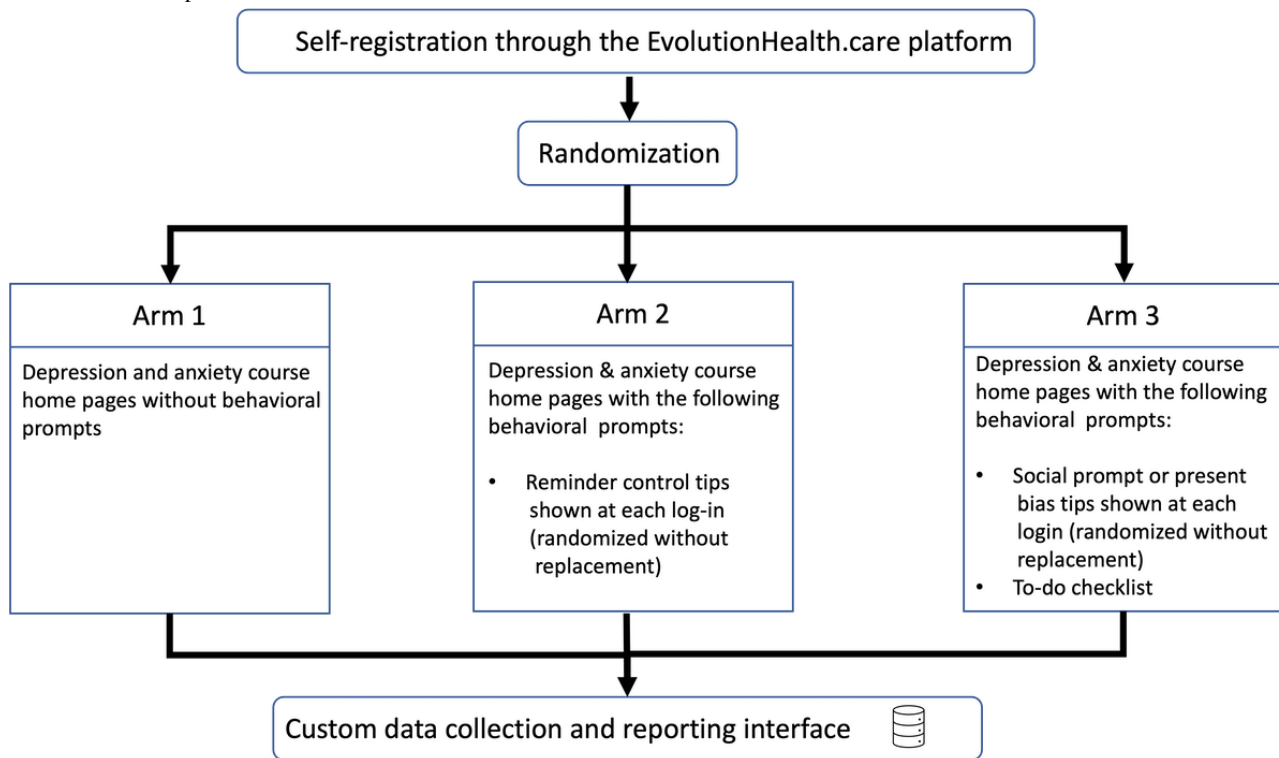 Self-registration through the EvolutionHealth.care platform
Randomization
Arm 1
Depression and anxiety course
home pages without behavioral
prompts
Arm 2
Depression & anxiety course
home pages with the following
behavioral prompts:
• Reminder control tips
shown at each log-in
(randomized without
replacement)
Arm 3
Depression & anxiety course
home pages with the following
behavioral prompts:
• Social prompt or present
bias tips shown at each
login (randomized without
replacement)
• To-do checklist
Custom data collection and reporting interface